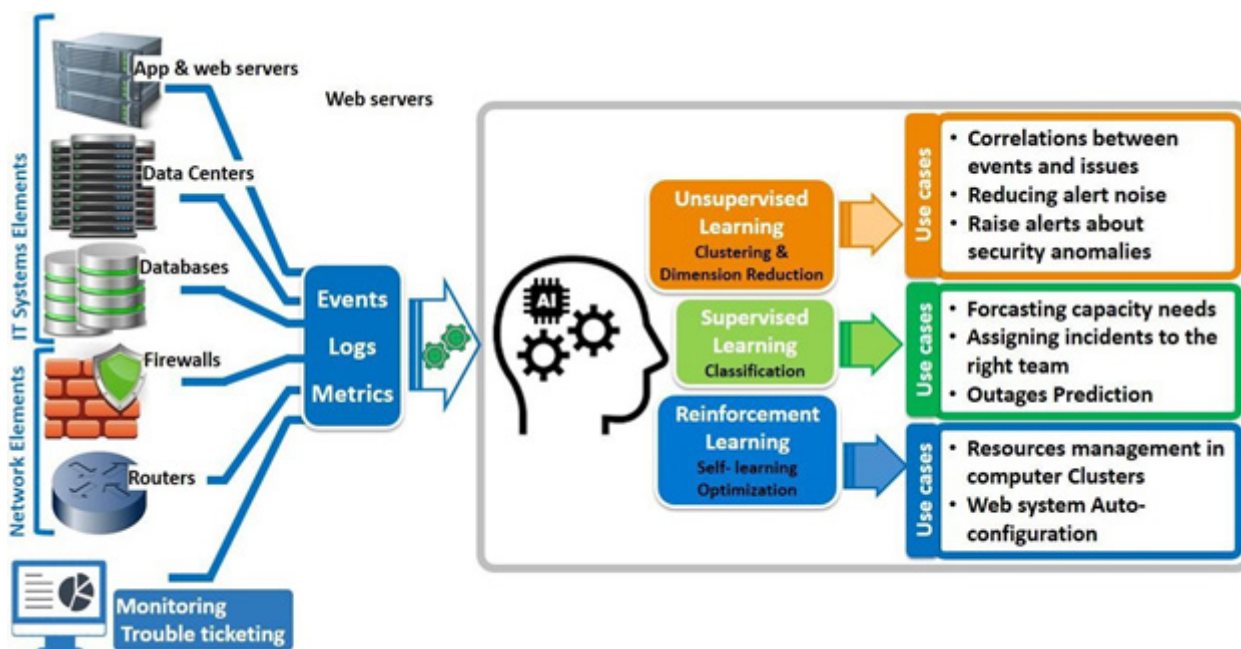 IT Systems Elements
App & web servers
Data Centers
Databases
Network Elements
Firewalls
Routers
Monitoring
Trouble ticketing
Web servers
Events
Logs
Metrics
AI
Unsupervised
Learning
Clustering &
Dimension Reduction
Use cases
• Correlations between
events and issues
• Reducing alert noise
• Raise alerts about
security anomalies
Supervised
Learning
Classification
Use cases
• Forcasting capacity needs
• Assigning incidents to the
right team
• Outages Prediction
Reinforcement
Learning
Self- learning
Optimization
Use cases
• Resources management in
computer Clusters
• Web system Auto-
configuration